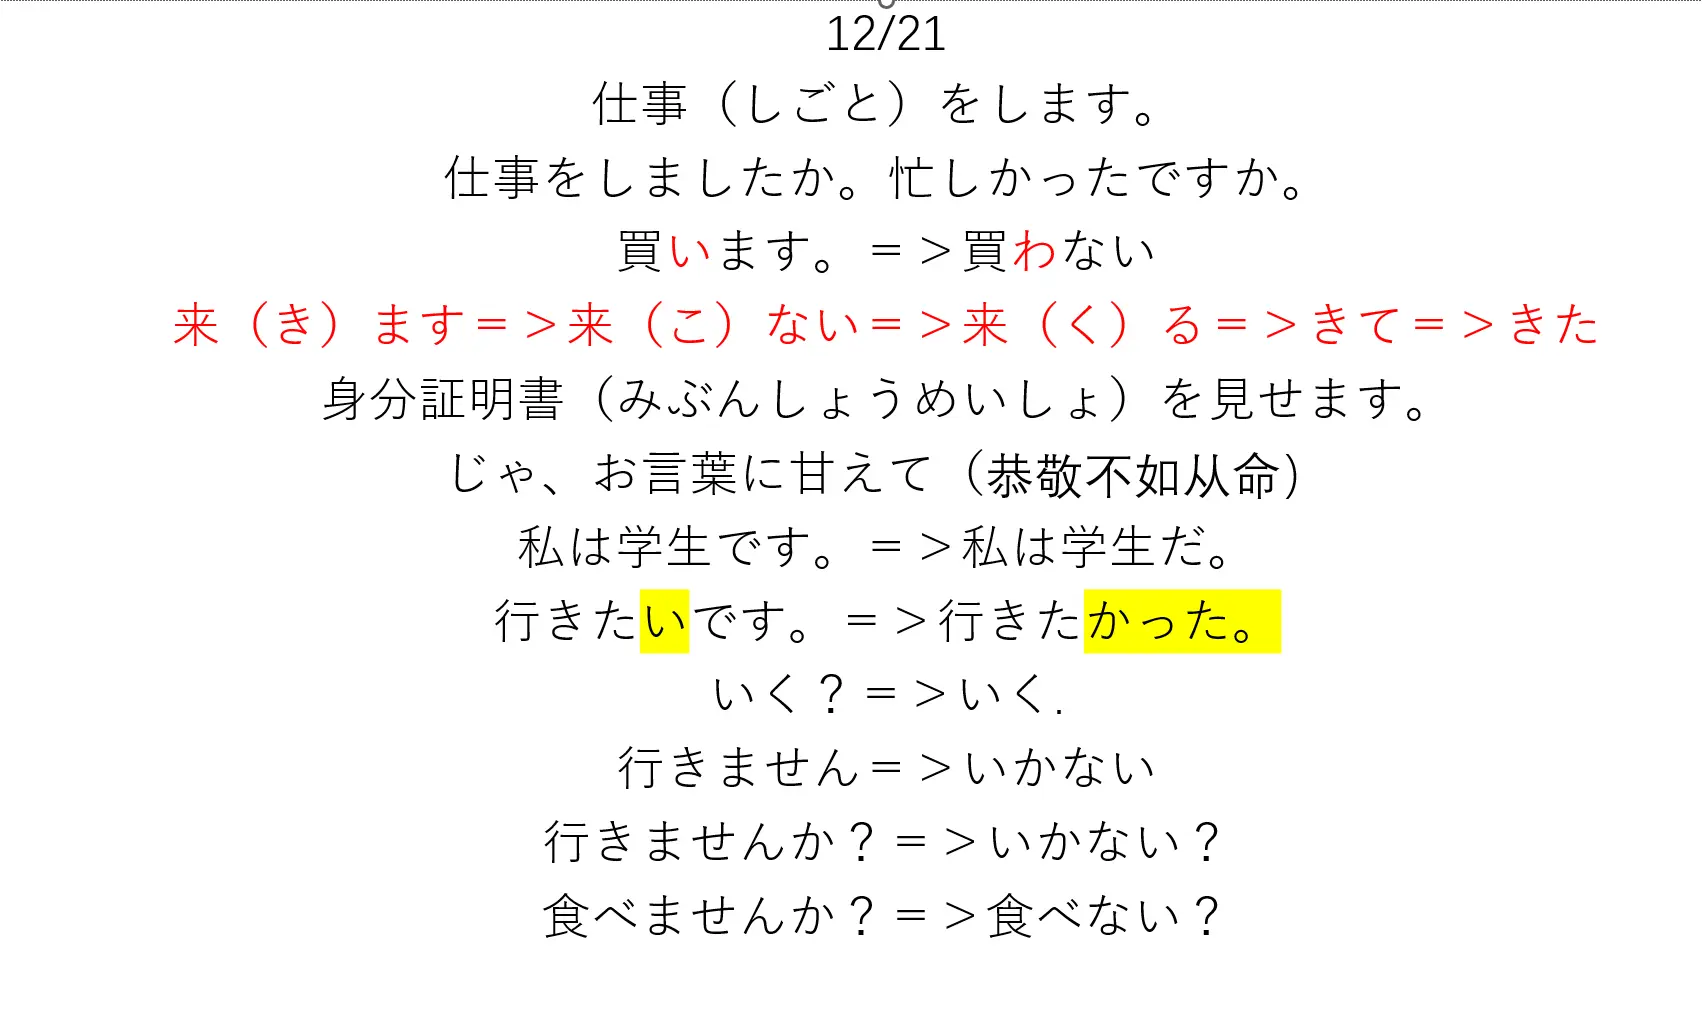 12/21
仕事（しごと）をします。
仕事をしましたか。忙しかったですか。
買います。＝＞買わない
来（き）ます＝＞来（こ）ない＝＞来（く）る＝＞きて＝＞きた
身分証明書（みぶんしょうめいしょ）を見せます。
じゃ、お言葉に甘えて（恭敬不如从命）
私は学生です。＝＞私は学生だ。
行きたいです。＝＞行きたかった。
いく？＝＞いく.
行きません＝＞いかない
行きませんか？＝＞いかない？
食べませんか？＝＞食べない？